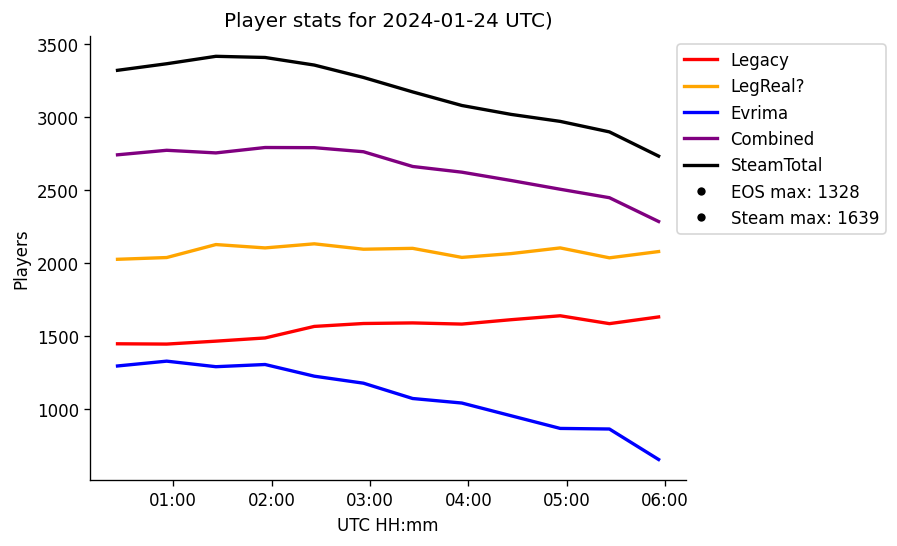 Player stats for 2024-01-24 UTC)
Players
3500
3000
2500
2000
1500
1000
01:00 02:00 03:00 04:00 05:00 06:00
UTC HH:mm
Legacy
LegReal?
Evrima
Combined
SteamTotal
EOS max: 1328
Steam max: 1639